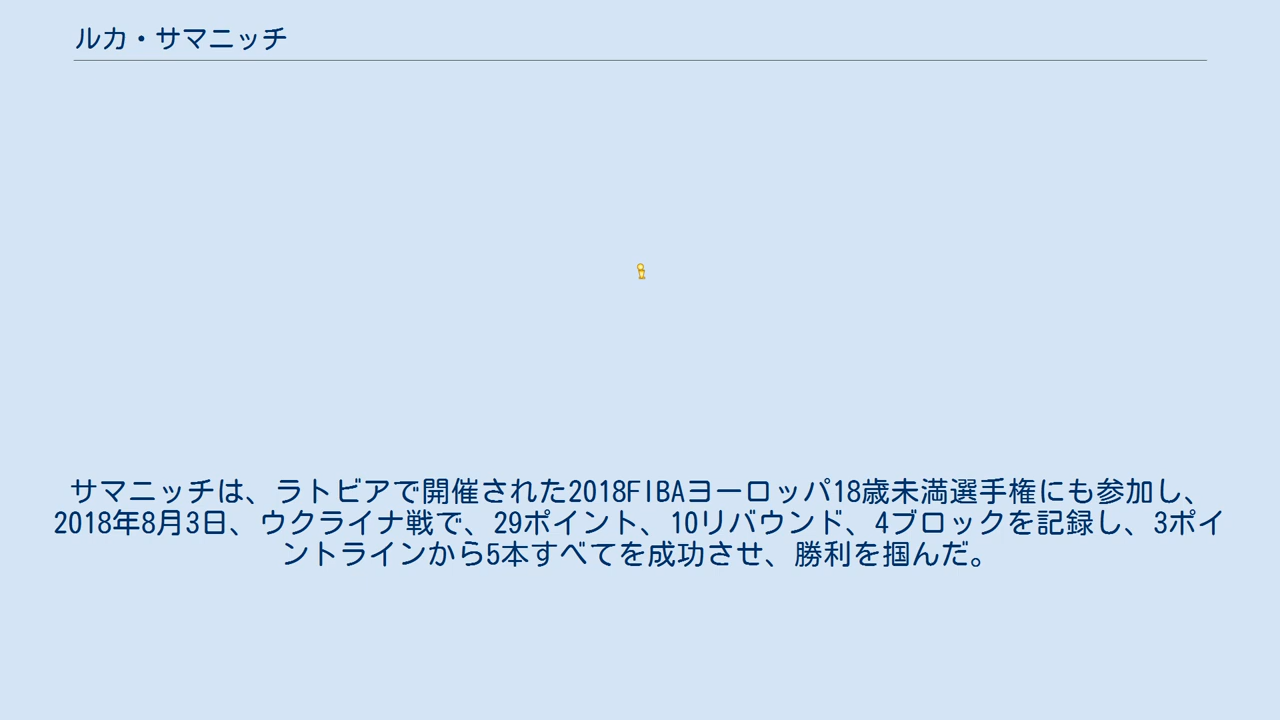 ルカ・サマニッチ
サマニッチは、ラトビアで開催された2018FIBAヨーロッパ18歳未満選手権にも参加し、
2018年8月3日、ウクライナ戦で、29ポイント、10リバウンド、4ブロックを記録し、3ポイ
ントラインから5本すべてを成功させ、勝利を掴んだ。